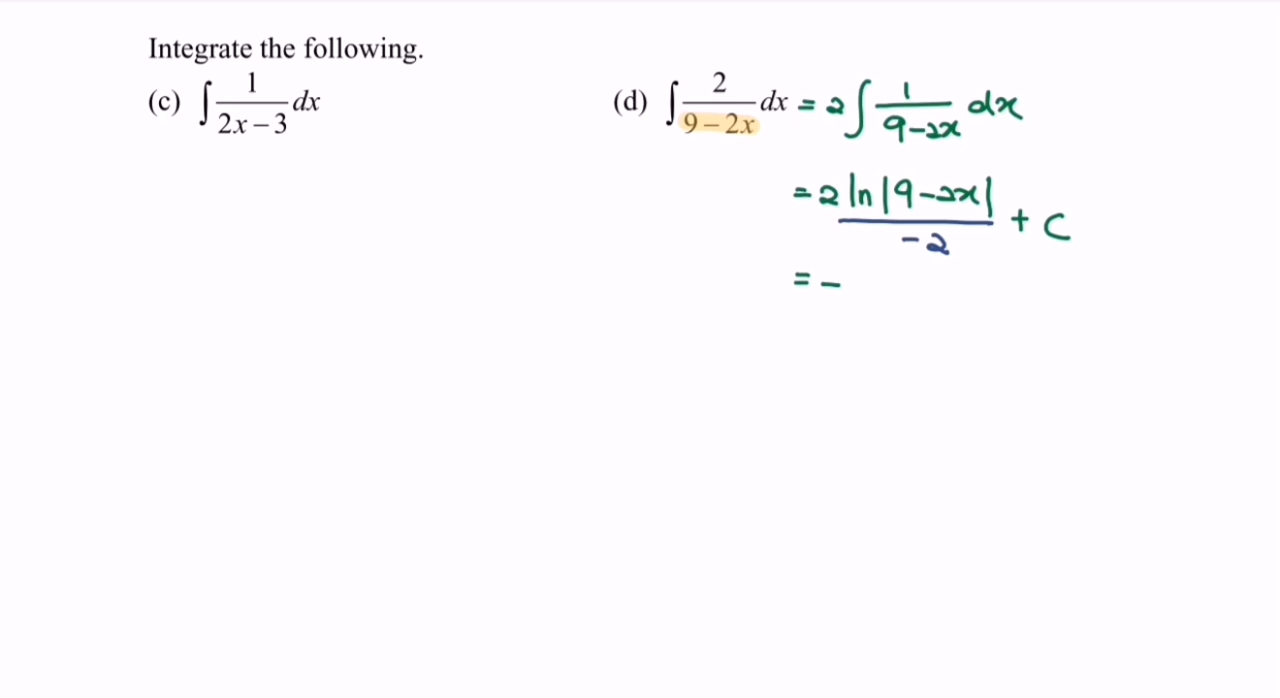 Integrate the following.
(c) ∫ 1/(2x – 3) dx
(d) ∫ 2/(9 – 2x) dx = 2 ∫ 1/(9-2x) dx
= 2 ln |9-2x| / -2 + C
= -